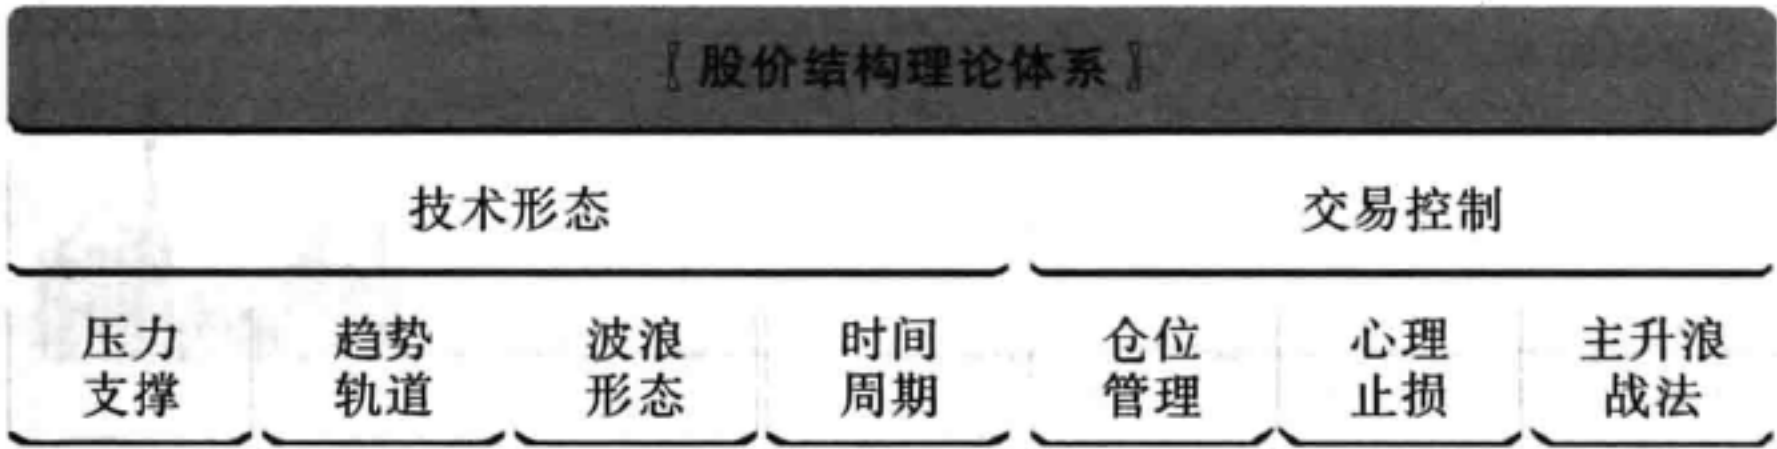 〖股价结构理论体系〗
技术形态 交易控制
压力 趋势 波浪 时间 仓位 心理 主升浪
支撑 轨道 形态 周期 管理 止损 战法